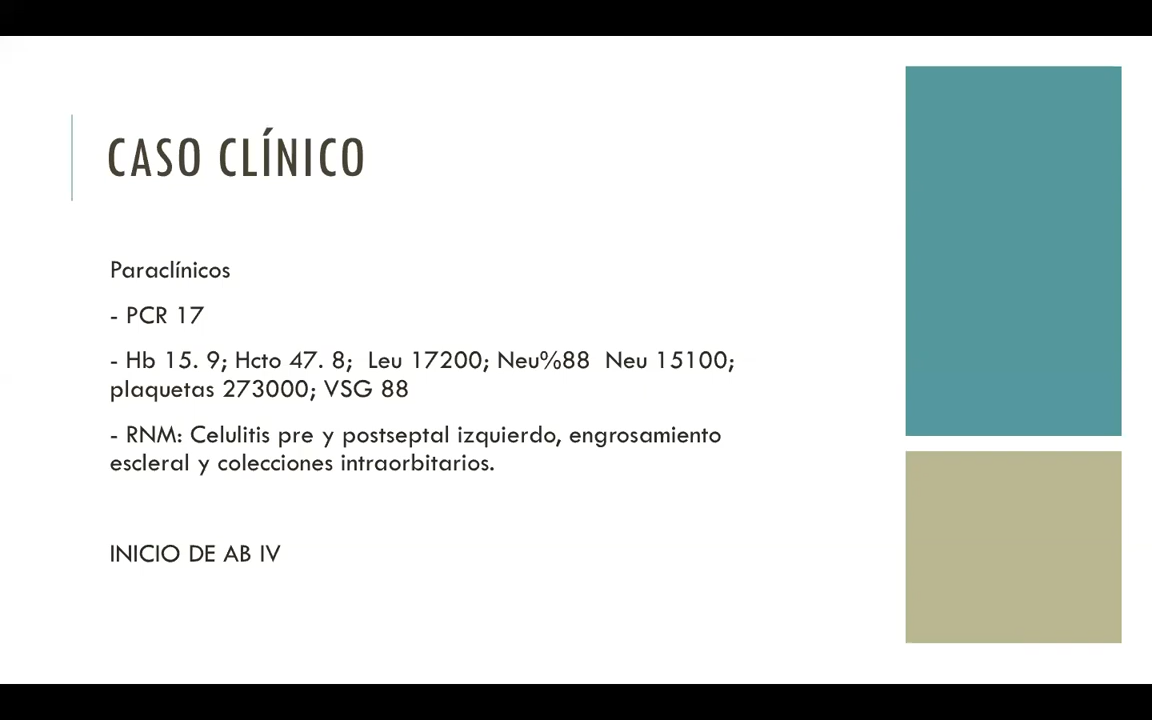 CASO CLÍNICO
Paraclínicos
- PCR 17
- Hb 15. 9; Hcto 47. 8;  Leu 17200; Neu%88  Neu 15100;
plaquetas 273000; VSG 88
- RNM: Celulitis pre y postseptal izquierdo, engrosamiento
escleral y colecciones intraorbitarios.
INICIO DE AB IV